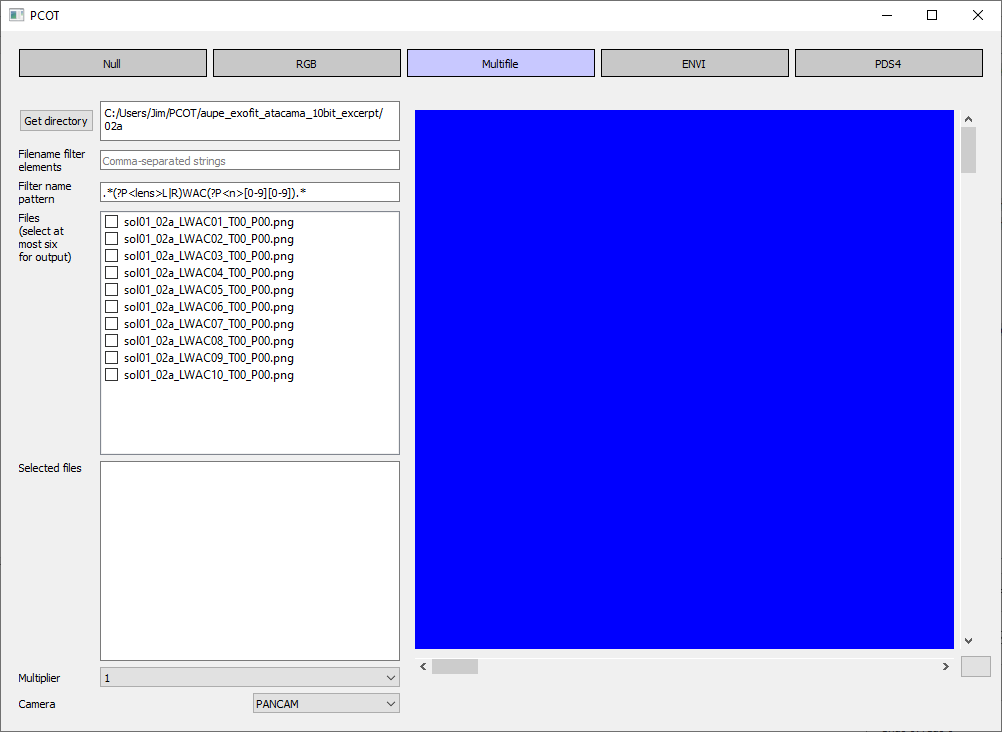 PCOT
Null
RGB
Multifile
ENVI
PDS4
Get directory
C:/Users/Jim/PCOT/aupe_exofit_atacama_10bit_excerpt/
02a
Filename filter
elements
Comma-separated strings
Filter name
pattern
.*(?P<lens>L|R)WAC(?P<n>[0-9][0-9]).*
Files
(select at
most six
for output)
sol01_02a_LWAC01_T00_P00.png
sol01_02a_LWAC02_T00_P00.png
sol01_02a_LWAC03_T00_P00.png
sol01_02a_LWAC04_T00_P00.png
sol01_02a_LWAC05_T00_P00.png
sol01_02a_LWAC06_T00_P00.png
sol01_02a_LWAC07_T00_P00.png
sol01_02a_LWAC08_T00_P00.png
sol01_02a_LWAC09_T00_P00.png
sol01_02a_LWAC10_T00_P00.png
Selected files
Multiplier
1
Camera
PANCAM